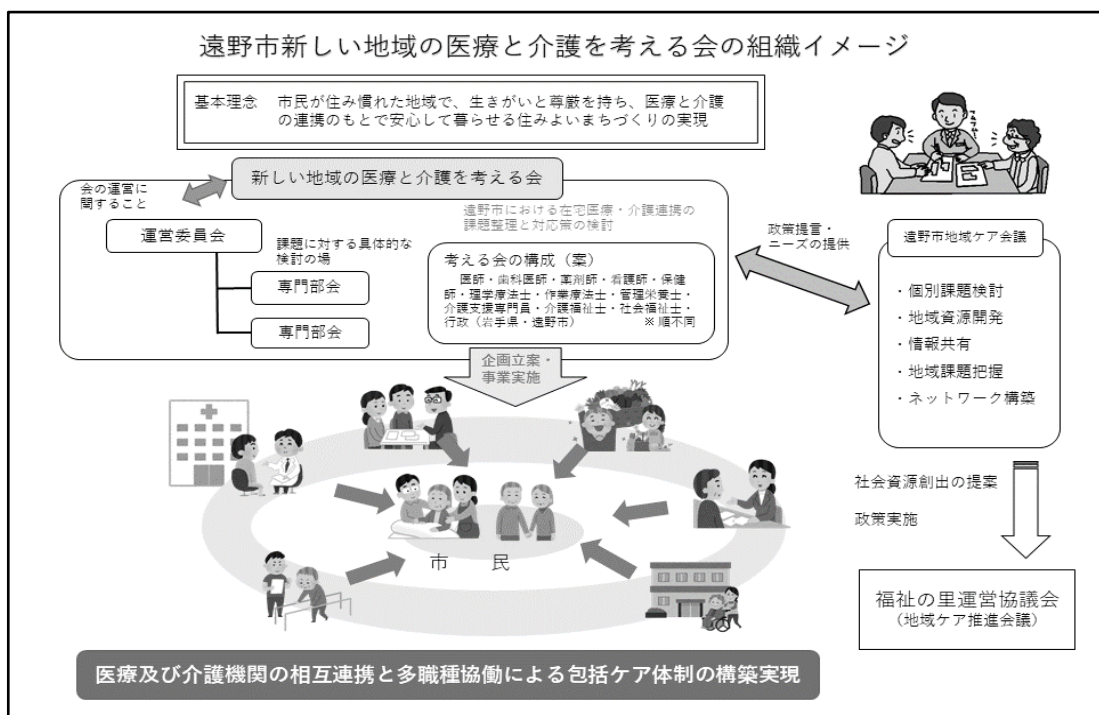 遠野市新しい地域の医療と介護を考える会の組織イメージ
基本理念　市民が住み慣れた地域で、生きがいと尊厳を持ち、医療と介護
の連携のもとで安心して暮らせる住みよいまちづくりの実現
新しい地域の医療と介護を考える会
会の運営に
関すること
遠野市における在宅医療・介護連携の
課題整理と対応策の検討
運営委員会
課題に対する具体的な
検討の場
専門部会
専門部会
考える会の構成（案）
医師・歯科医師・薬剤師・看護師・保健
師・理学療法士・作業療法士・管理栄養士・
介護支援専門員・介護福祉士・社会福祉士・
行政（岩手県・遠野市）　※順不同
政策提言・
ニーズの提供
遠野市地域ケア会議
・個別課題検討
・地域資源開発
・情報共有
・地域課題把握
・ネットワーク構築
企画立案・
事業実施
市　民
社会資源創出の提案
政策実施
福祉の里運営協議会
（地域ケア推進会議）
医療及び介護機関の相互連携と多職種協働による包括ケア体制の構築実現